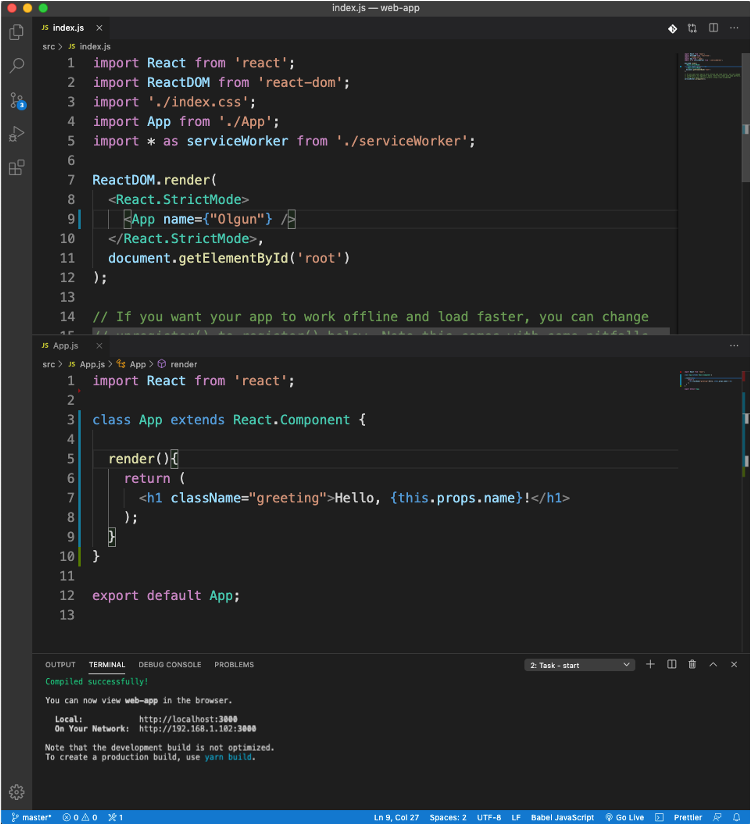 index.js — web-app
JS index.js ×
src > JS index.js
1 import React from 'react';
2 import ReactDOM from 'react-dom';
3 import './index.css';
4 import App from './App';
5 import * as serviceWorker from './serviceWorker';
6
7 ReactDOM.render(
8 <React.StrictMode>
9 <App name={"Olgun"} />
10 </React.StrictMode>,
11 document.getElementById('root')
12 );
13
14 // If you want your app to work offline and load faster, you can change
3
JS App.js ×
src > JS App.js > App > render
1 import React from 'react';
2
3 class App extends React.Component {
4
5 render(){
6 return (
7 <h1 className="greeting">Hello, {this.props.name}!</h1>
8 );
9 }
10 }
11
12 export default App;
13
OUTPUT TERMINAL DEBUG CONSOLE PROBLEMS 2: Task - start
Compiled successfully!
You can now view web-app in the browser.
Local: http://localhost:3000
On Your Network: http://192.168.1.102:3000
Note that the development build is not optimized.
To create a production build, use yarn build.
master* 0 0 1 Ln 9, Col 27 Spaces: 2 UTF-8 LF Babel JavaScript Go Live Prettier